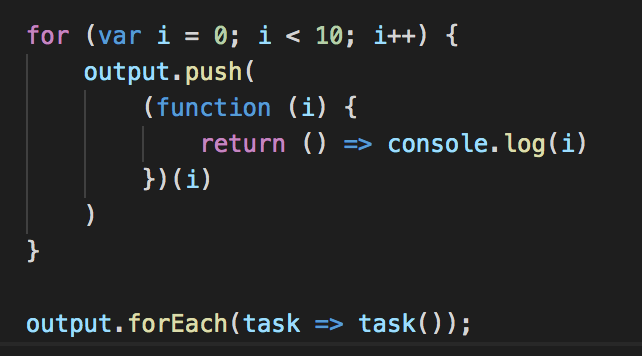 for (var i = 0; i < 10; i++) {
    output.push(
        (function (i) {
            return () => console.log(i)
        })(i)
    )
}

output.forEach(task => task());